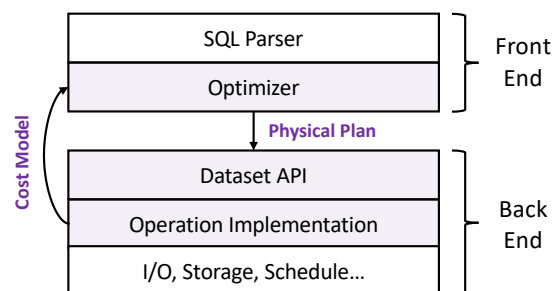 SQL Parser
Optimizer
Front
End
Physical Plan
Cost Model
Dataset API
Operation Implementation
I/O, Storage, Schedule...
Back
End